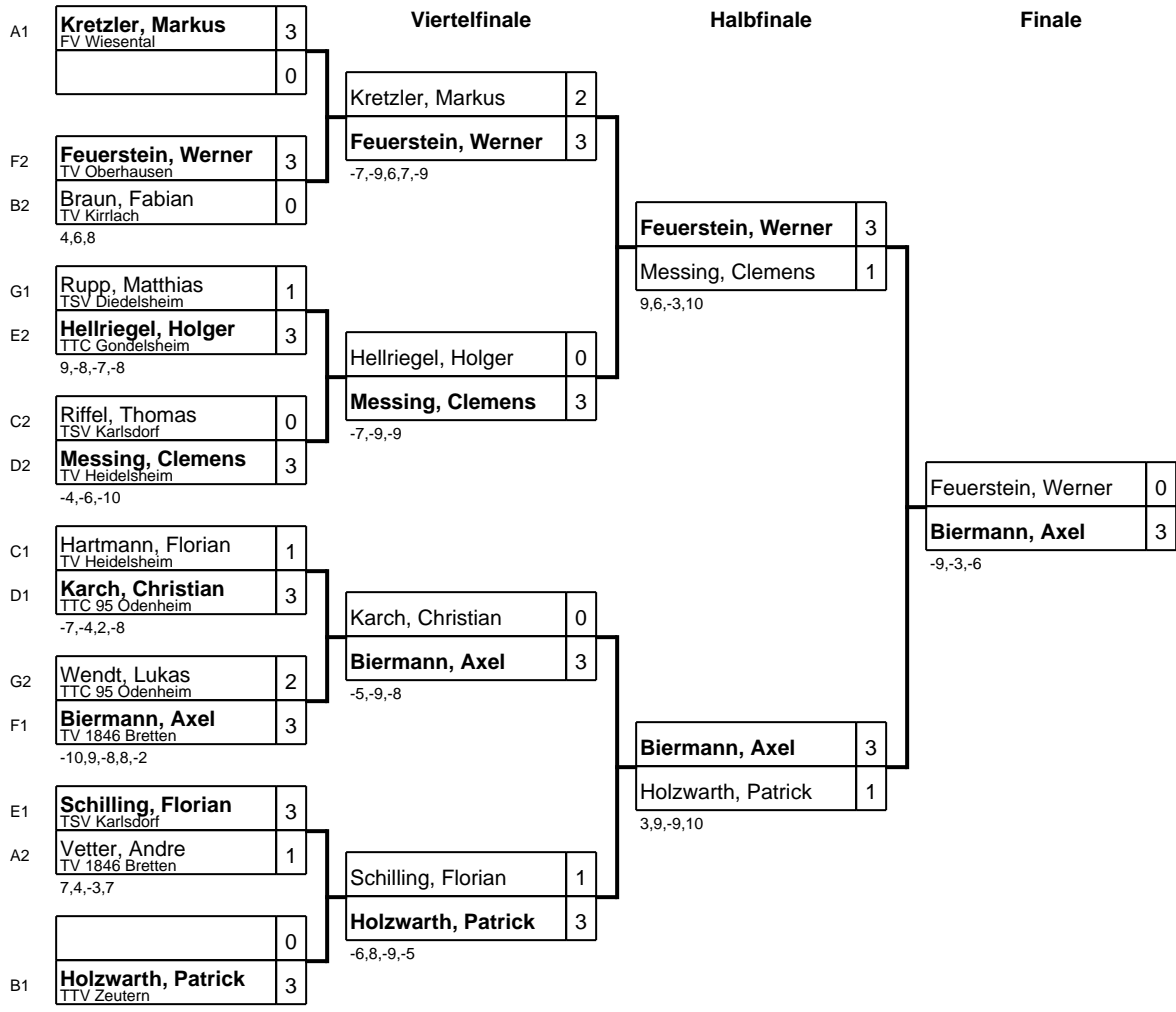 Viertelfinale
Halbfinale
Finale
A1
Kretzler, Markus 3
FV Wiesental
0
F2
Feuerstein, Werner 3
TV Oberhausen
B2
Braun, Fabian 0
TV Kirrlach
4,6,8
G1
Rupp, Matthias 1
TSV Diedelsheim
E2
Hellriegel, Holger 3
TTC Gondelsheim
9,-8,-7,-8
C2
Riffel, Thomas 0
TSV Karlsdorf
D2
Messing, Clemens 3
TV Heidelsheim
-4,-6,-10
C1
Hartmann, Florian 1
TV Heidelsheim
D1
Karch, Christian 3
TTC 95 Odenheim
-7,-4,2,-8
G2
Wendt, Lukas 2
TTC 95 Odenheim
F1
Biermann, Axel 3
TV 1846 Bretten
-10,9,-8,8,-2
E1
Schilling, Florian 3
TSV Karlsdorf
A2
Vetter, Andre 1
TV 1846 Bretten
7,4,-3,7
0
B1
Holzwarth, Patrick 3
TTV Zeutern
Kretzler, Markus 2
Feuerstein, Werner 3
-7,-9,6,7,-9
Hellriegel, Holger 0
Messing, Clemens 3
-7,-9,-9
Karch, Christian 0
Biermann, Axel 3
-5,-9,-8
Schilling, Florian 1
Holzwarth, Patrick 3
-6,8,-9,-5
Feuerstein, Werner 3
Messing, Clemens 1
9,6,-3,10
Biermann, Axel 3
Holzwarth, Patrick 1
3,9,-9,10
Feuerstein, Werner 0
Biermann, Axel 3
-9,-3,-6